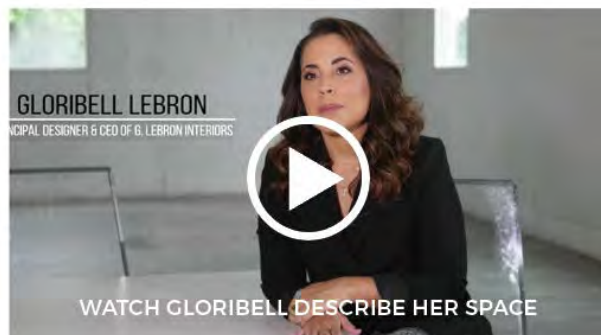 GLORIBELL LEBRON
NCIPAL DESIGNER & CEO OF G. LEBRON INTERIORS
WATCH GLORIBELL DESCRIBE HER SPACE